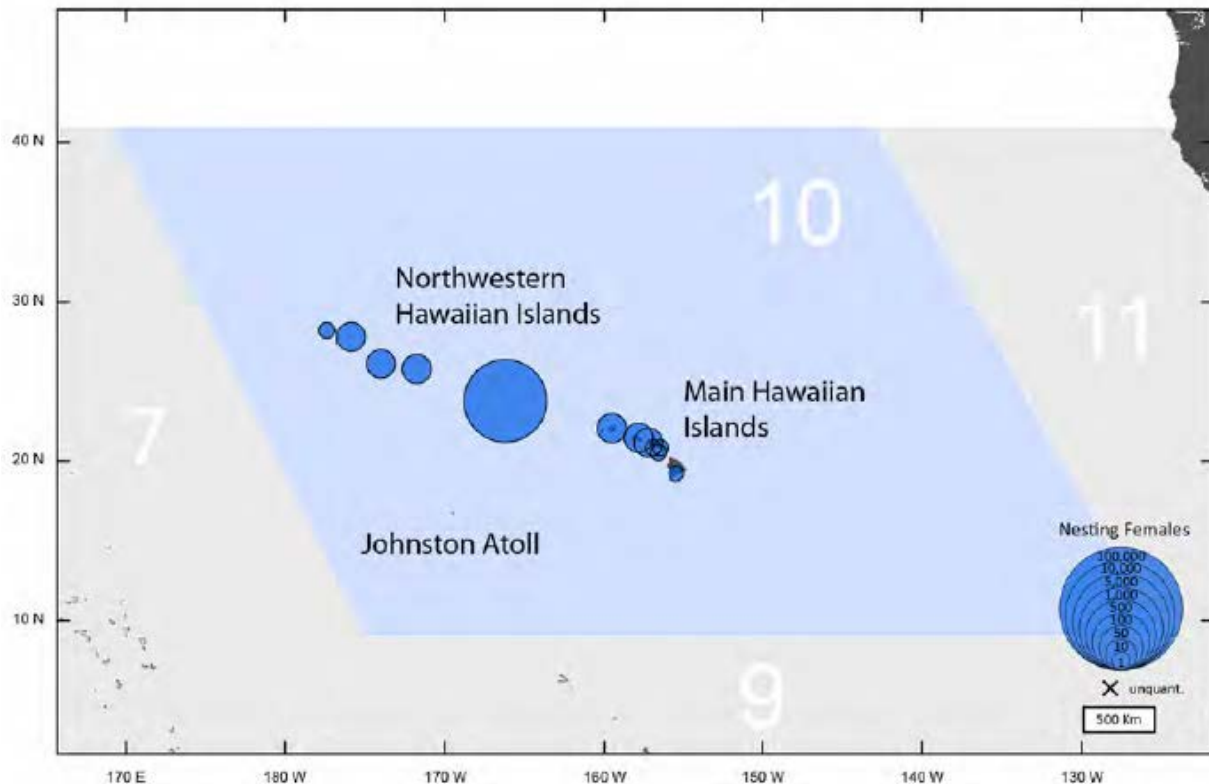 40 N
10
Northwestern
Hawaiian Islands
30 N
11
Main Hawaiian
Islands
7
20 N
Johnston Atoll
Nesting Females
100,000
10,000
5,000
1,000
500
100
50
10
1
10 N
9
unquant.
500 Km
170 E
180 W
170 W
160 W
150 W
140 W
130 W